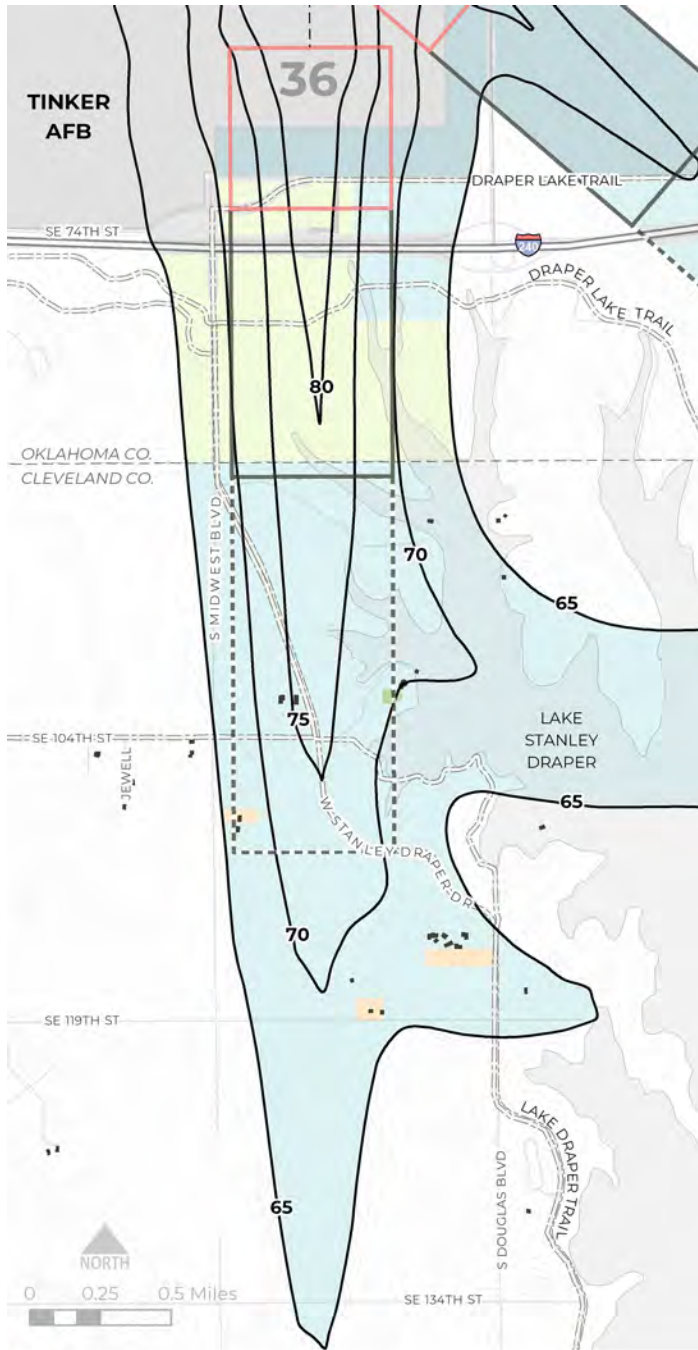 36
TINKER
AFB
DRAPER LAKE TRAIL
SE 74TH ST
240
DRAPER LAKE TRAIL
80
OKLAHOMA CO.
CLEVELAND CO.
S MIDWEST BLVD
70
65
75
LAKE
STANLEY
DRAPER
SE 104TH ST
JEWELL
65
W STANLEY DRAPER DR
70
SE 119TH ST
LAKE DRAPER TRAIL
S DOUGLAS BLVD
65
NORTH
0 0.25 0.5 Miles
SE 134TH ST